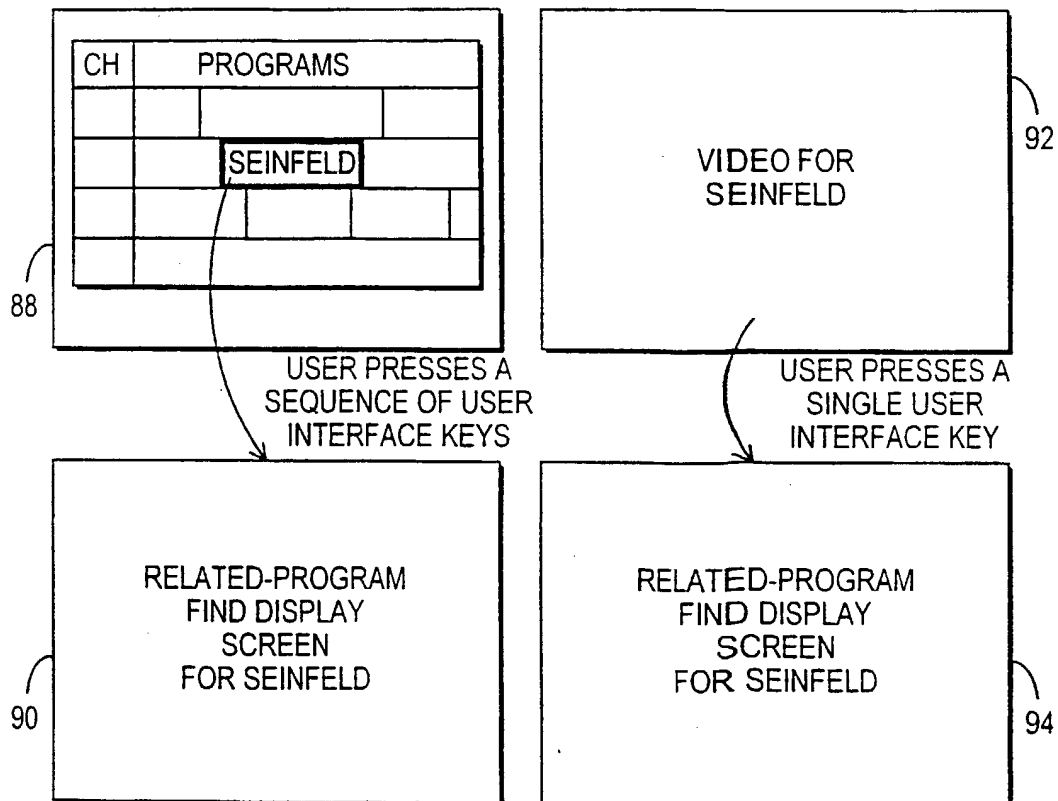 CH PROGRAMS
SEINFELD
88
USER PRESSES A
SEQUENCE OF USER
INTERFACE KEYS
RELATED-PROGRAM
FIND DISPLAY
SCREEN
FOR SEINFELD
90
VIDEO FOR
SEINFELD
92
USER PRESSES A
SINGLE USER
INTERFACE KEY
RELATED-PROGRAM
FIND DISPLAY
SCREEN
FOR SEINFELD
94